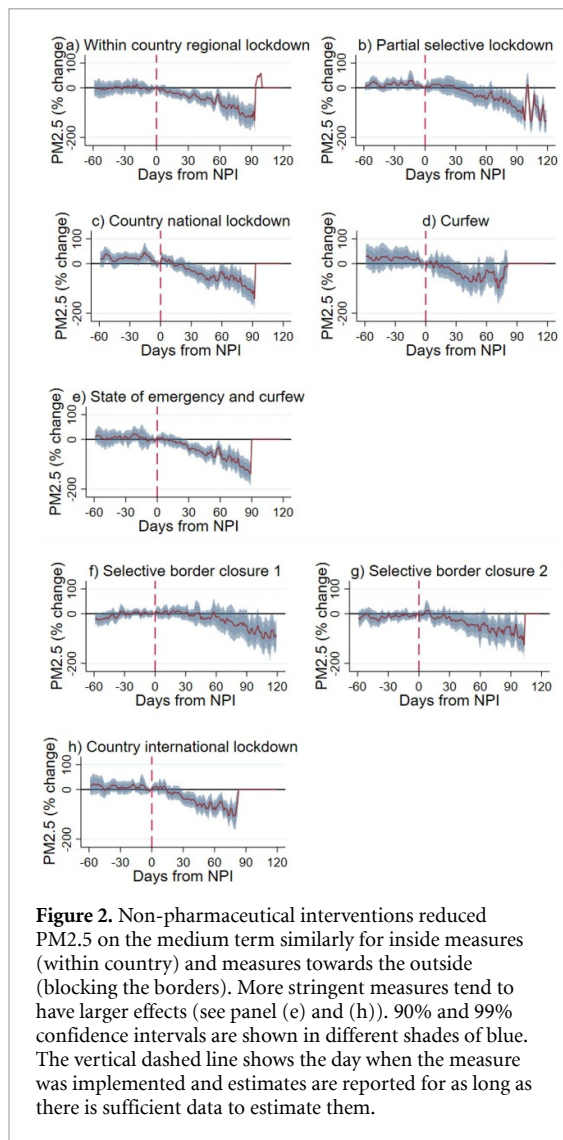 a) Within country regional lockdown
b) Partial selective lockdown
PM2.5 (% change)
100
0
-200
-60 -30 0 30 60 90 120
Days from NPI
PM2.5 (% change)
100
0
-200
-60 -30 0 30 60 90 120
Days from NPI
c) Country national lockdown
d) Curfew
PM2.5 (% change)
100
0
-200
-60 -30 0 30 60 90 120
Days from NPI
PM2.5 (% change)
100
0
-200
-60 -30 0 30 60 90 120
Days from NPI
e) State of emergency and curfew
PM2.5 (% change)
100
0
-200
-60 -30 0 30 60 90 120
Days from NPI
f) Selective border closure 1
g) Selective border closure 2
PM2.5 (% change)
100
0
-200
-60 -30 0 30 60 90 120
Days from NPI
PM2.5 (% change)
100
0
-200
-60 -30 0 30 60 90 120
Days from NPI
h) Country international lockdown
PM2.5 (% change)
100
0
-200
-60 -30 0 30 60 90 120
Days from NPI
Figure 2. Non-pharmaceutical interventions reduced
PM2.5 on the medium term similarly for inside measures
(within country) and measures towards the outside
(blocking the borders). More stringent measures tend to
have larger effects (see panel (e) and (h)). 90% and 99%
confidence intervals are shown in different shades of blue.
The vertical dashed line shows the day when the measure
was implemented and estimates are reported for as long as
there is sufficient data to estimate them.